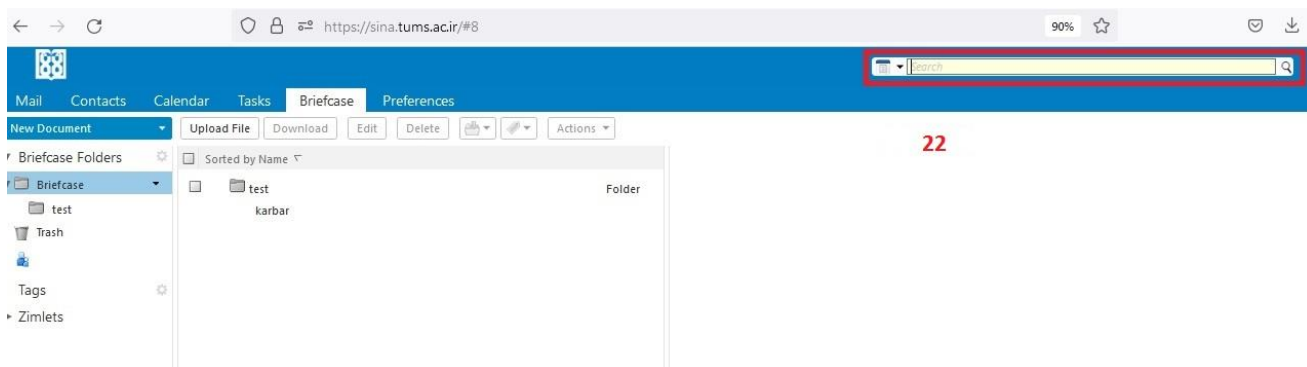 https://sina.tums.ac.ir/#8 90%
Search
Mail Contacts Calendar Tasks Briefcase Preferences
New Document Upload File Download Edit Delete Actions
22
Briefcase Folders Sorted by Name
Briefcase test Folder
test karbar
Trash
Tags
Zimlets